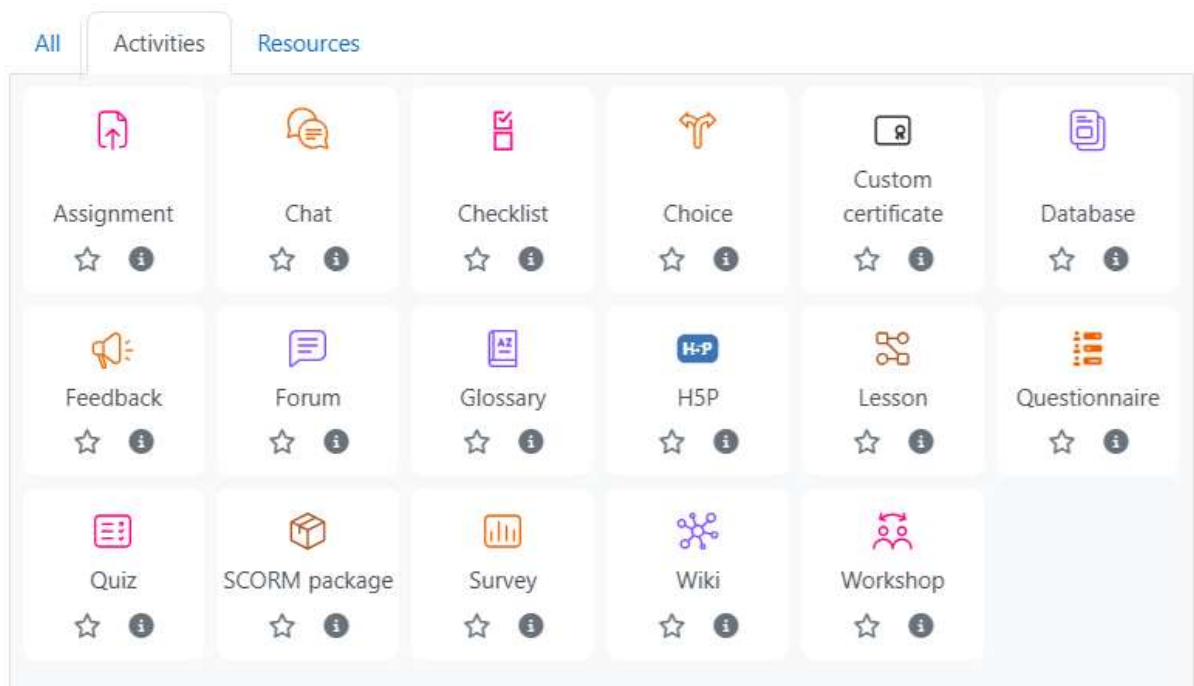 All Activities Resources
Custom
Assignment Chat Checklist Choice certificate Database
H5P
Feedback Forum Glossary H5P Lesson Questionnaire
Quiz SCORM package Survey Wiki Workshop